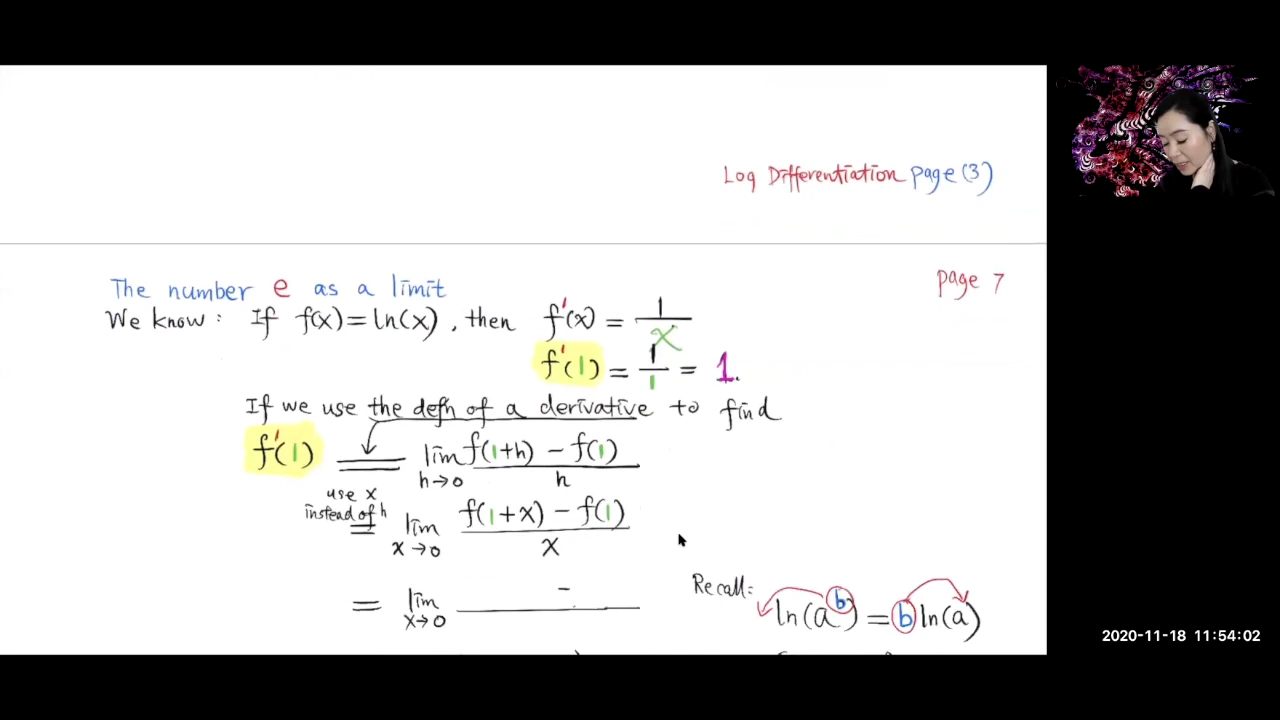 Log Differentiation page(3)
The number e as a limit
page 7
We know : If f(x) = ln(x) , then f'(x) = 1/x
f'(1) = 1/1 = 1.
If we use the defn of a derivative to find
f'(1) = lim h→0 f(1+h) - f(1) / h
use x
instead of h
= lim x→0 f(1+x) - f(1) / x
= lim x→0 -
Recall:
ln(a^b) = b ln(a)
2020-11-18 11:54:02